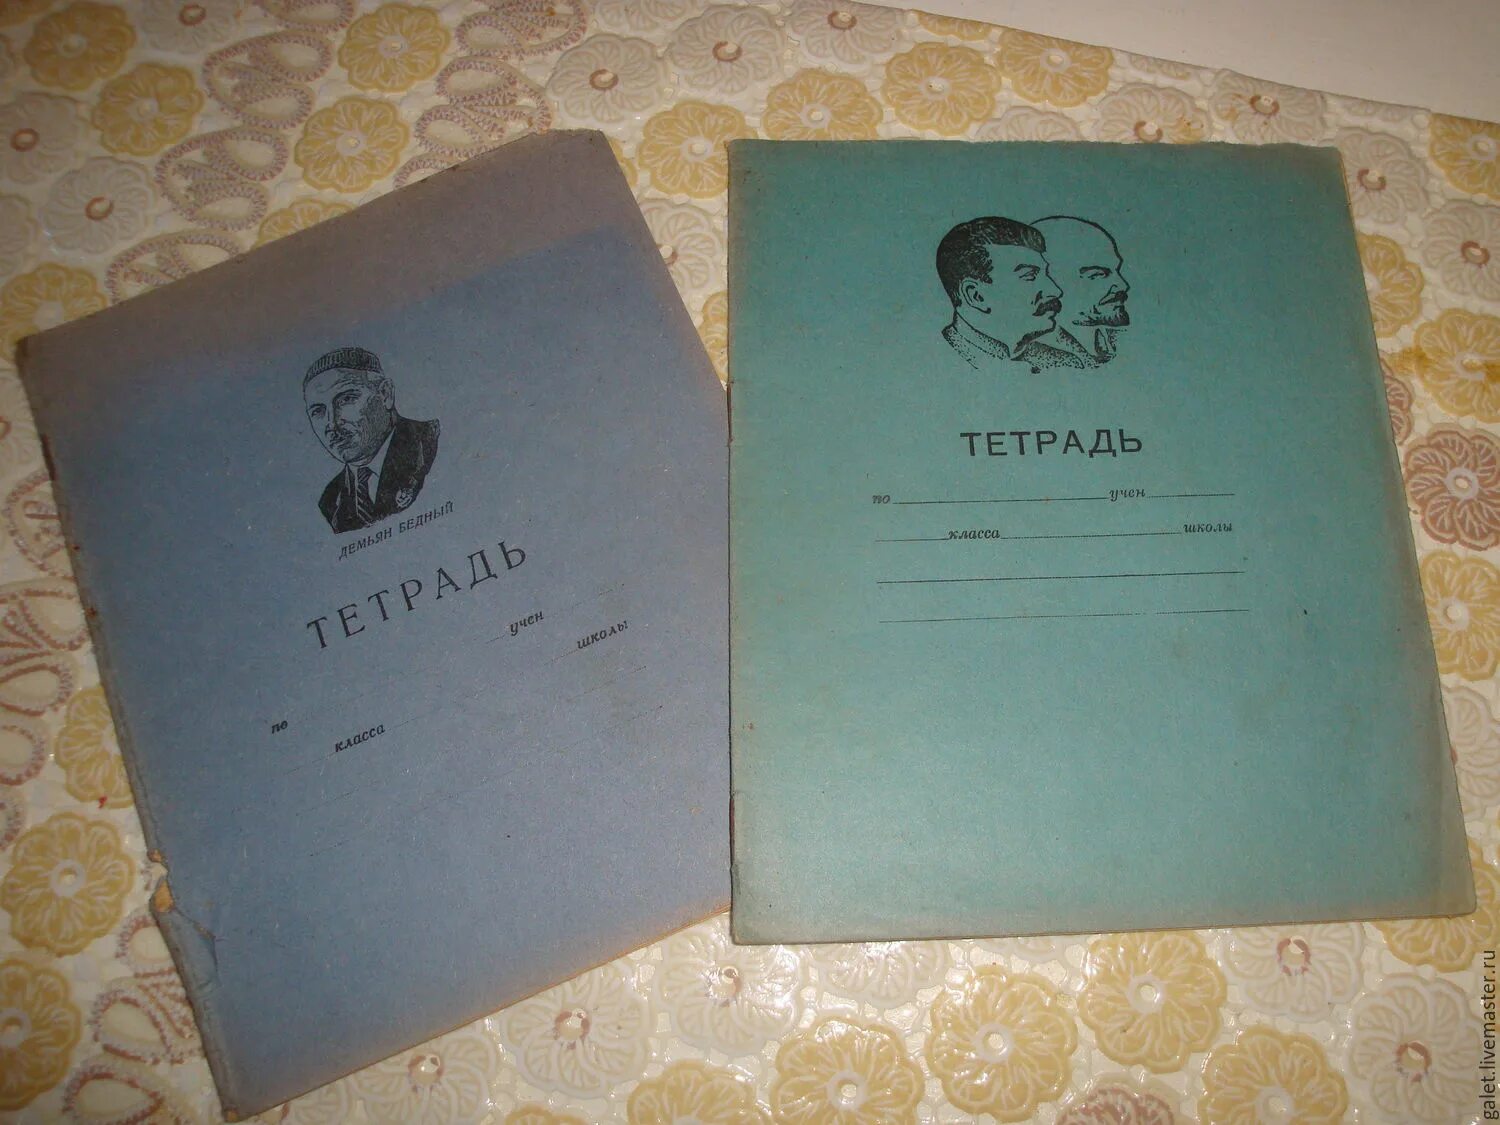 ДЕМЬЯН БЕДНЫЙ
ТЕТРАДЬ
по учен
класса школы
ТЕТРАДЬ
по учен
класса школы
galet.livemaster.ru